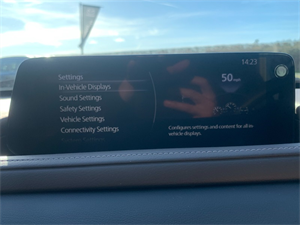 14:23
Settings
In-Vehicle Displays
Sound Settings
Safety Settings
Vehicle Settings
Connectivity Settings
50
Configures settings and content for all in-
vehicle displays.